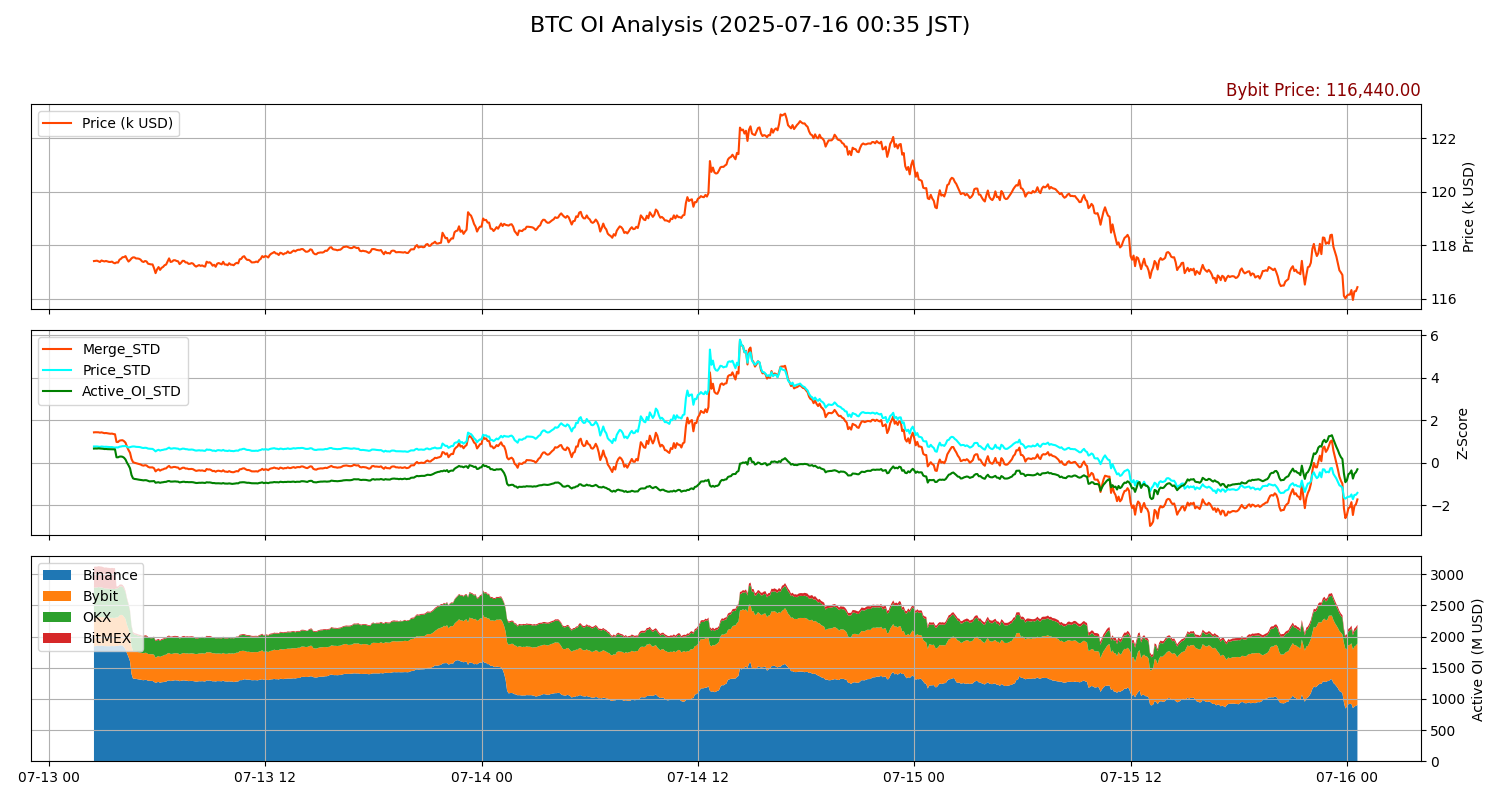 BTC OI Analysis (2025-07-16 00:35 JST)
Bybit Price: 116,440.00
Price (k USD)
122
120
118
116
Price (k USD)
Merge_STD
Price_STD
Active_OI_STD
6
4
2
0
−2
Z-Score
Binance
Bybit
OKX
BitMEX
3000
2500
2000
1500
1000
500
0
Active OI (M USD)
07-13 00
07-13 12
07-14 00
07-14 12
07-15 00
07-15 12
07-16 00